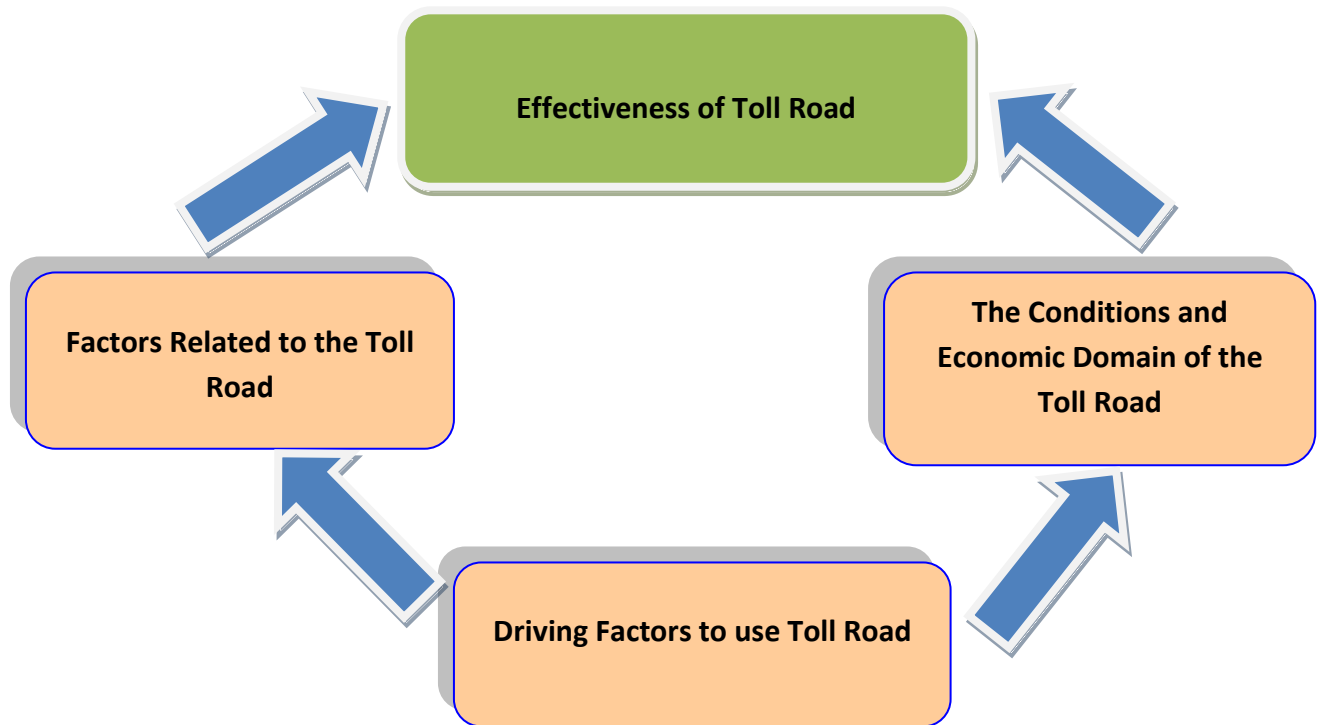 Effectiveness of Toll Road
Factors Related to the Toll
Road
The Conditions and
Economic Domain of the
Toll Road
Driving Factors to use Toll Road